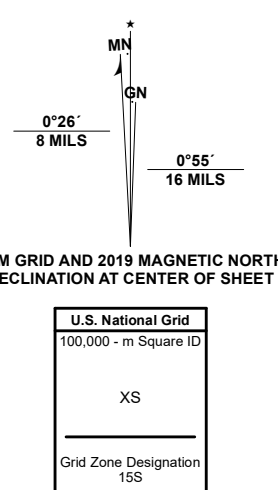 ★
MN
GN
0°26´
8 MILS
0°55´
16 MILS
M GRID AND 2019 MAGNETIC NORTH
ECLINATION AT CENTER OF SHEET
U.S. National Grid
100,000 - m Square ID
XS
Grid Zone Designation
15S